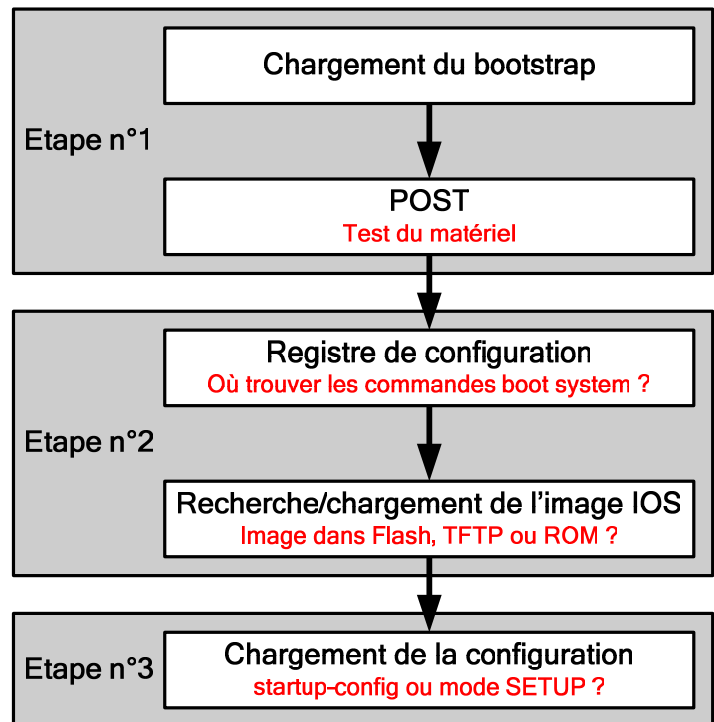 Etape n°1
Chargement du bootstrap
POST
Test du matériel
Etape n°2
Registre de configuration
Où trouver les commandes boot system ?
Recherche/chargement de l'image IOS
Image dans Flash, TFTP ou ROM ?
Etape n°3
Chargement de la configuration
startup-config ou mode SETUP ?